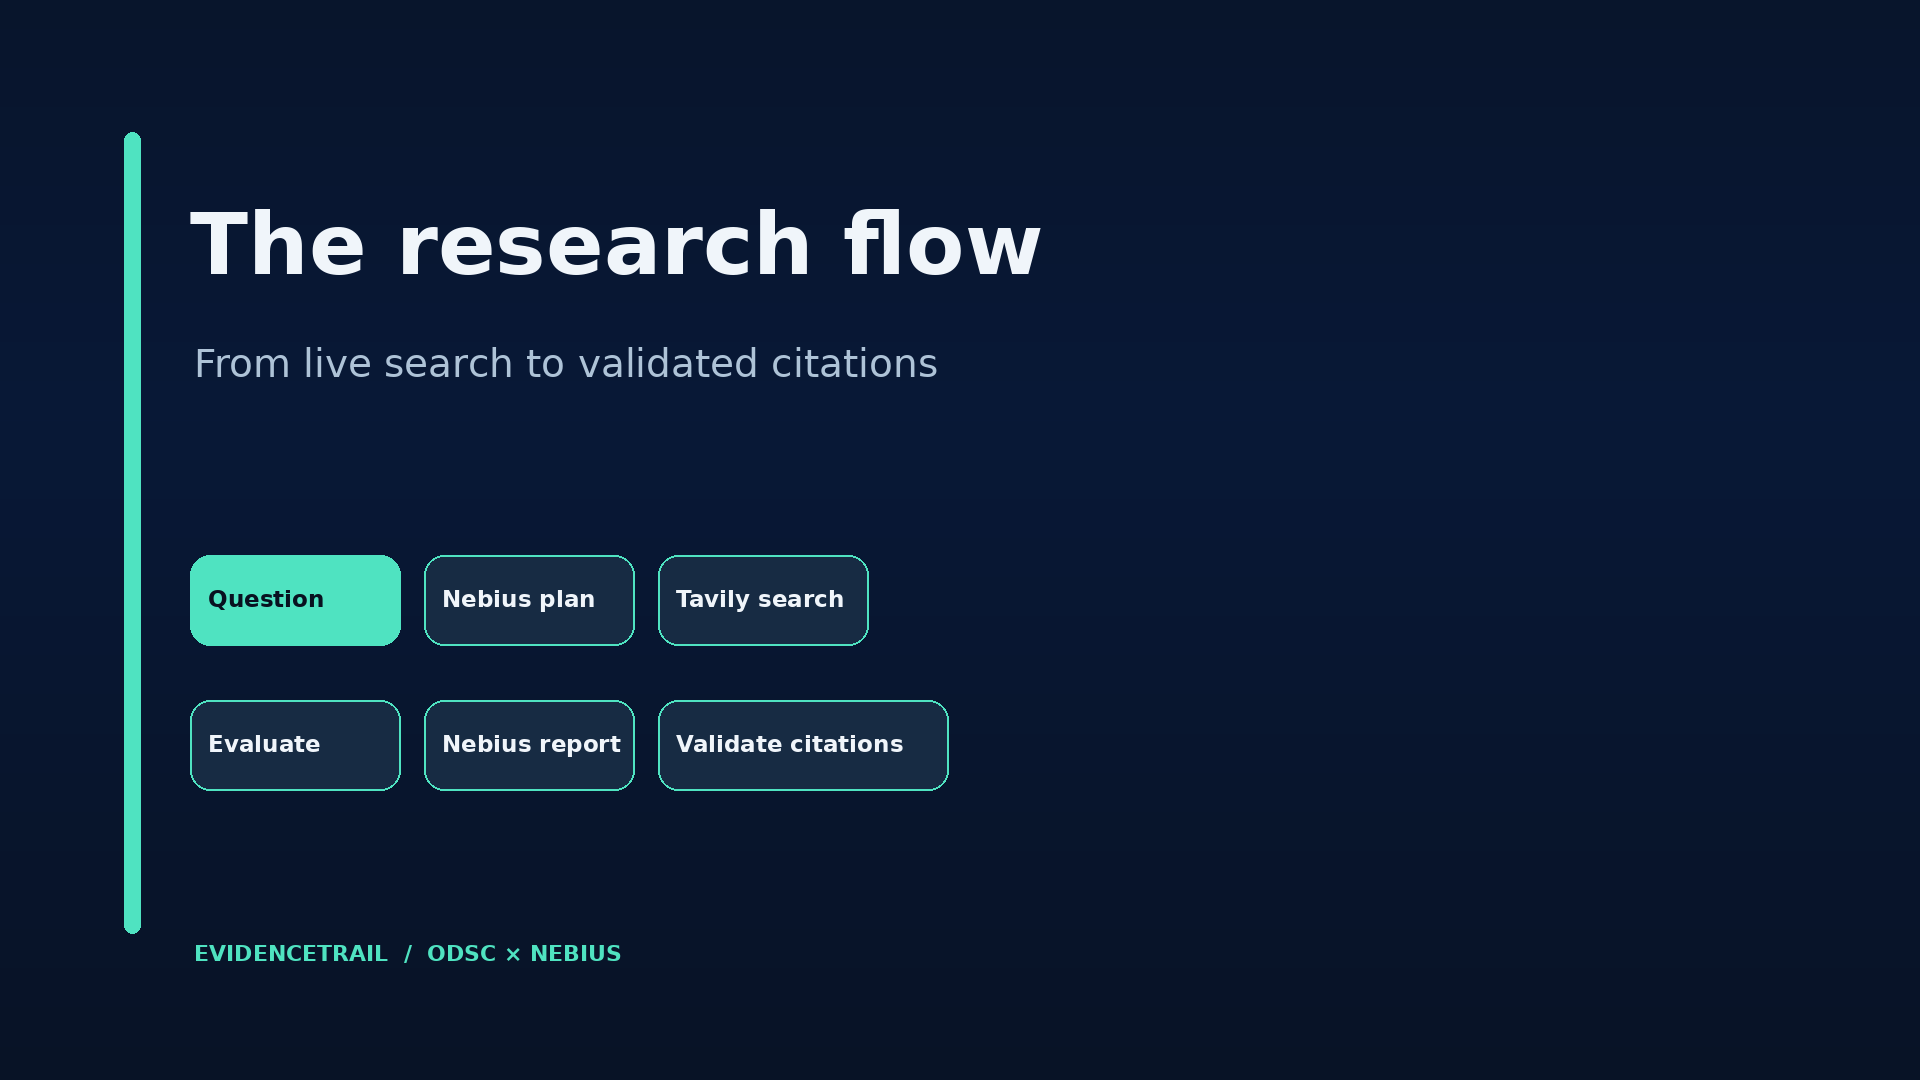 The research flow
From live search to validated citations
Question
Nebius plan
Tavily search
Evaluate
Nebius report
Validate citations
EVIDENCETRAIL / ODSC × NEBIUS